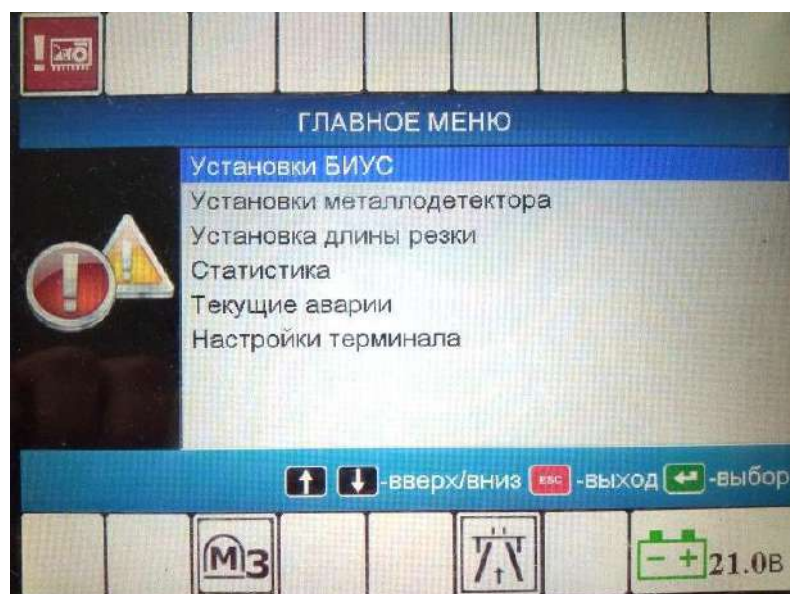 !
ГЛАВНОЕ МЕНЮ
Установки БИУС
Установки металлодетектора
Установка длины резки
Статистика
Текущие аварии
Настройки терминала
-вверх/вниз ESC -выход -выбор
М3
- + 21.0В